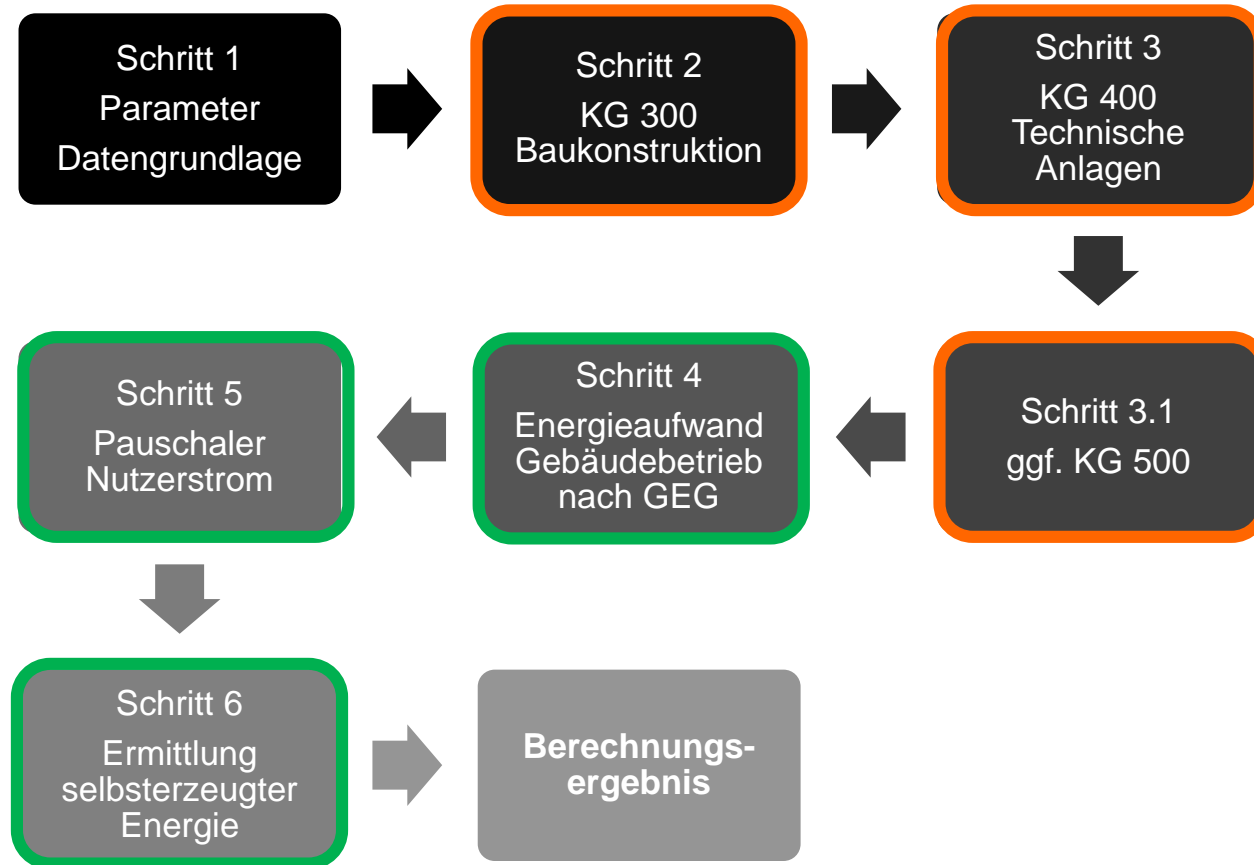 Schritt 1
Parameter
Datengrundlage
Schritt 2
KG 300
Baukonstruktion
Schritt 3
KG 400
Technische
Anlagen
Schritt 3.1
ggf. KG 500
Schritt 4
Energieaufwand
Gebäudebetrieb
nach GEG
Schritt 5
Pauschaler
Nutzerstrom
Schritt 6
Ermittlung
selbsterzeugter
Energie
Berechnungs-
ergebnis